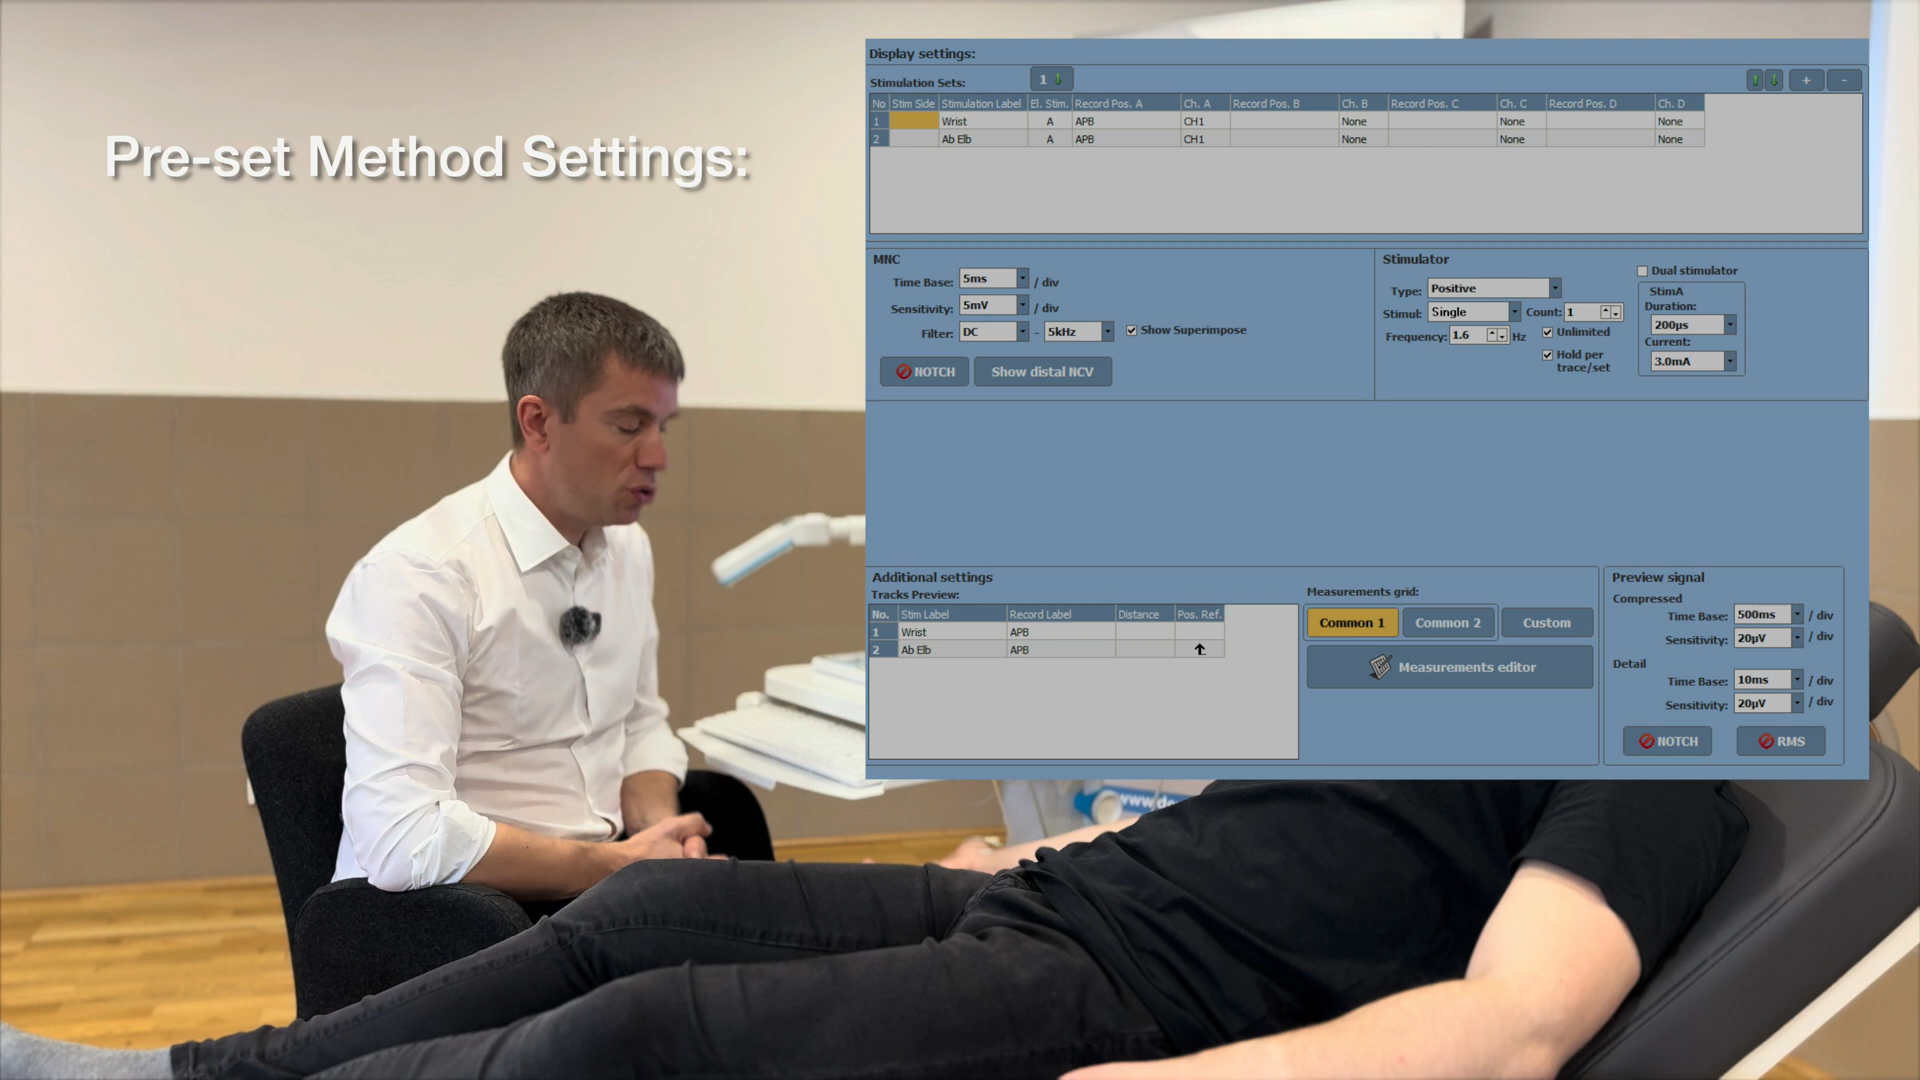 Pre-set Method Settings:
Display settings:
Stimulation Sets: 1 + -
No Stim Side Stimulation Label El. Stim. Record Pos. A Ch. A Record Pos. B Ch. B Record Pos. C Ch. C Record Pos. D Ch. D
1 Wrist A APB CH1 None None None
2 Ab Elb A APB CH1 None None None
MNC
Time Base: 5ms / div
Sensitivity: 5mV / div
Filter: DC - 5kHz Show Superimpose
NOTCH Show distal NCV
Stimulator
Type: Positive
Stimul: Single Count: 1
Frequency: 1.6 Hz Unlimited
Hold per
trace/set
Dual stimulator
StimA
Duration:
200µs
Current:
3.0mA
Additional settings
Tracks Preview:
No. Stim Label Record Label Distance Pos. Ref.
1 Wrist APB
2 Ab Elb APB
Measurements grid:
Common 1 Common 2 Custom
Measurements editor
Preview signal
Compressed
Time Base: 500ms / div
Sensitivity: 20µV / div
Detail
Time Base: 10ms / div
Sensitivity: 20µV / div
NOTCH RMS